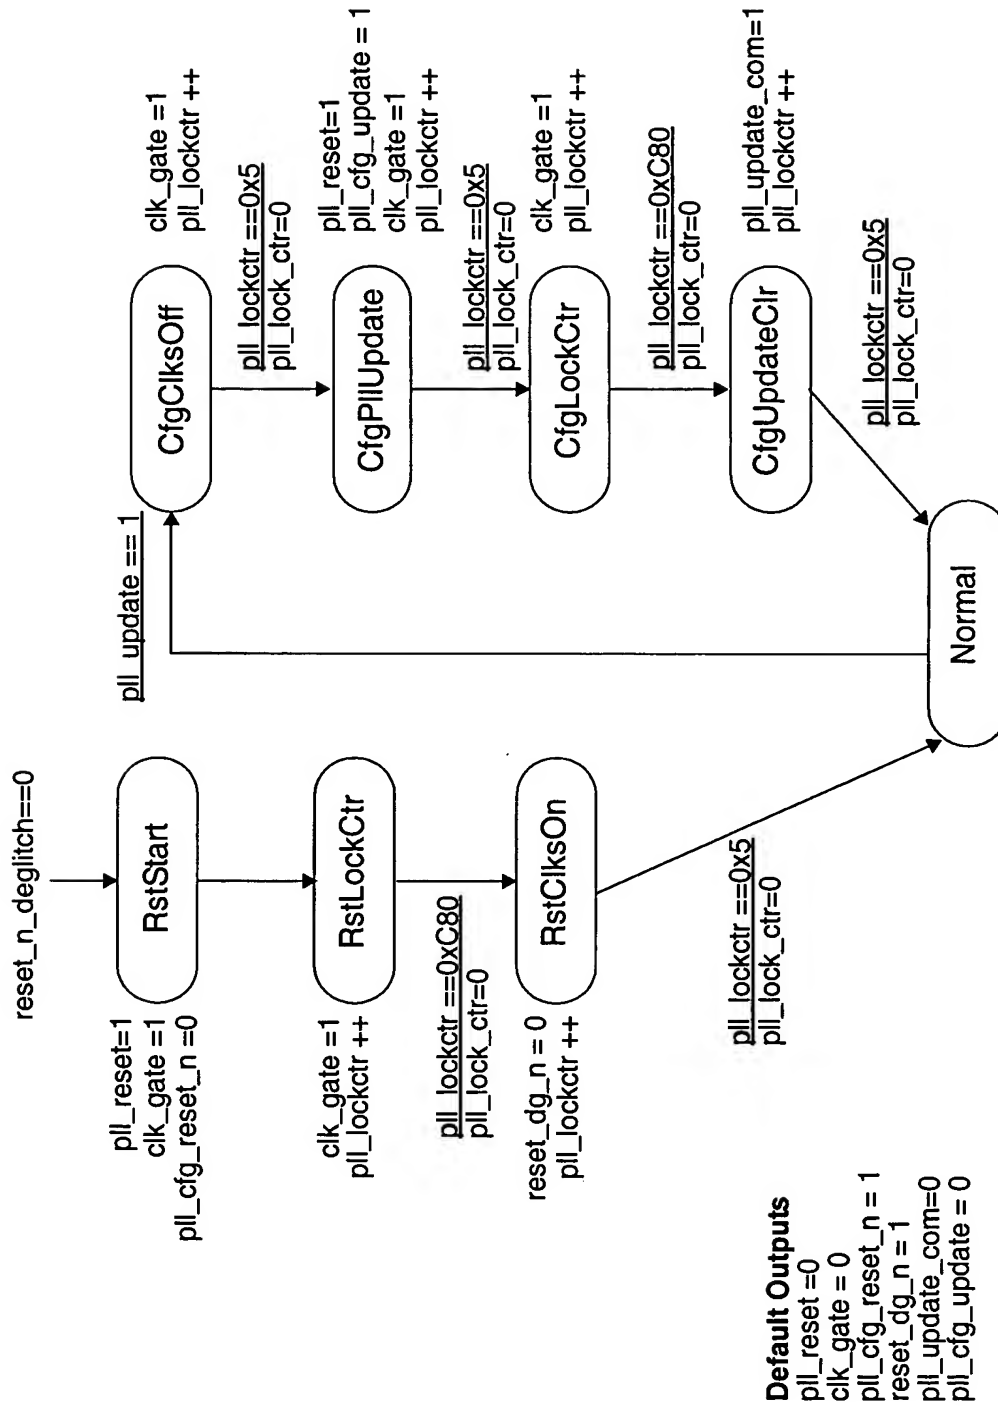 reset_n_deglitch==0
pll_reset=1
clk_gate =1
pll_cfg_reset_n =0
RstStart
clk_gate =1
pll_lockctr ++
RstLockCtr
pll_lockctr ==0xC80
pll_lock_ctr=0
reset_dg_n = 0
pll_lockctr ++
RstClksOn
pll_lockctr ==0x5
pll_lock_ctr=0
Normal
pll_update == 1
CfgClksOff
clk_gate =1
pll_lockctr ++
pll_lockctr ==0x5
pll_lock_ctr=0
CfgPllUpdate
pll_reset=1
pll_cfg_update = 1
clk_gate =1
pll_lockctr ++
pll_lockctr ==0x5
pll_lock_ctr=0
CfgLockCtr
clk_gate =1
pll_lockctr ++
pll_lockctr ==0xC80
pll_lock_ctr=0
CfgUpdateClr
pll_update_com=1
pll_lockctr ++
pll_lockctr ==0x5
pll_lock_ctr=0
Default Outputs
pll_reset =0
clk_gate = 0
pll_cfg_reset_n = 1
reset_dg_n = 1
pll_update_com=0
pll_cfg_update = 0